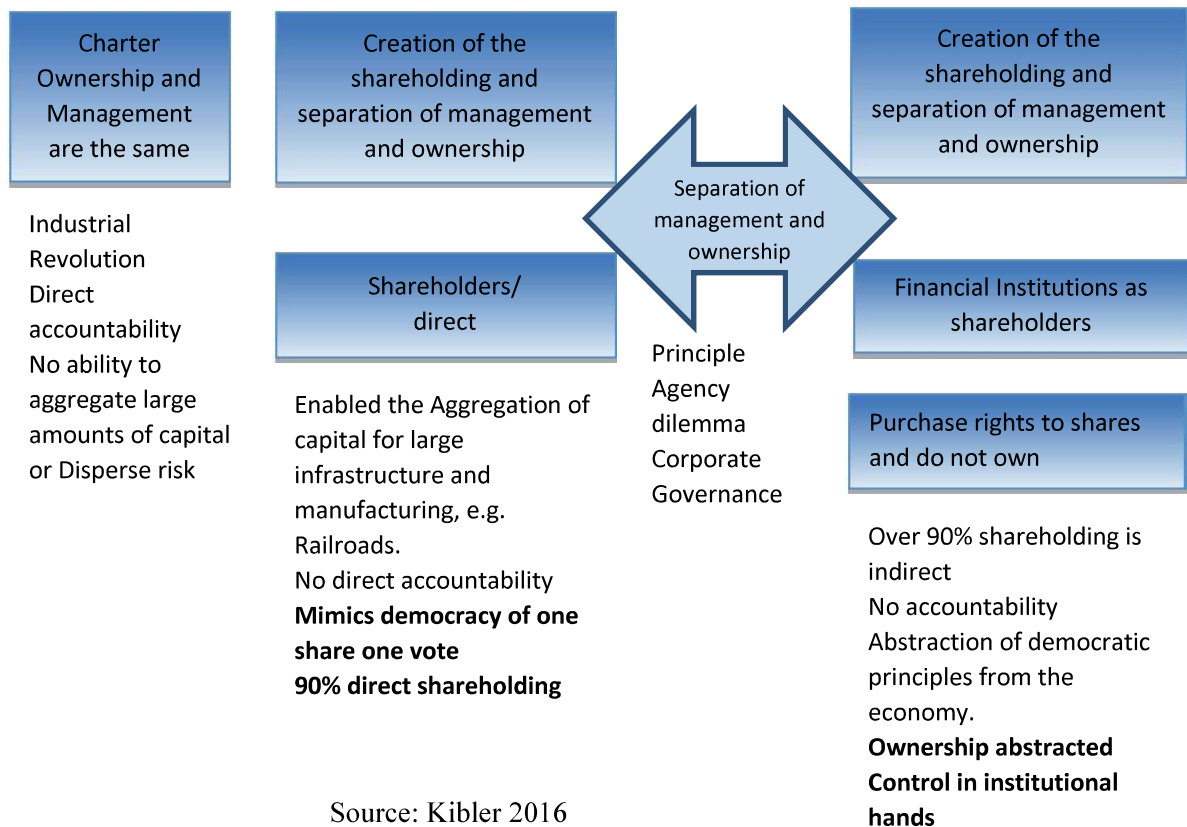 Charter
Ownership and
Management
are the same
Industrial
Revolution
Direct
accountability
No ability to
aggregate large
amounts of capital
or Disperse risk
Creation of the
shareholding and
separation of management
and ownership
Shareholders/
direct
Enabled the Aggregation of
capital for large
infrastructure and
manufacturing, e.g.
Railroads.
No direct accountability
Mimics democracy of one
share one vote
90% direct shareholding
Separation of
management and
ownership
Principle
Agency
dilemma
Corporate
Governance
Creation of the
shareholding and
separation of management
and ownership
Financial Institutions as
shareholders
Purchase rights to shares
and do not own
Over 90% shareholding is
indirect
No accountability
Abstraction of democratic
principles from the
economy.
Ownership abstracted
Control in institutional
hands
Source: Kibler 2016